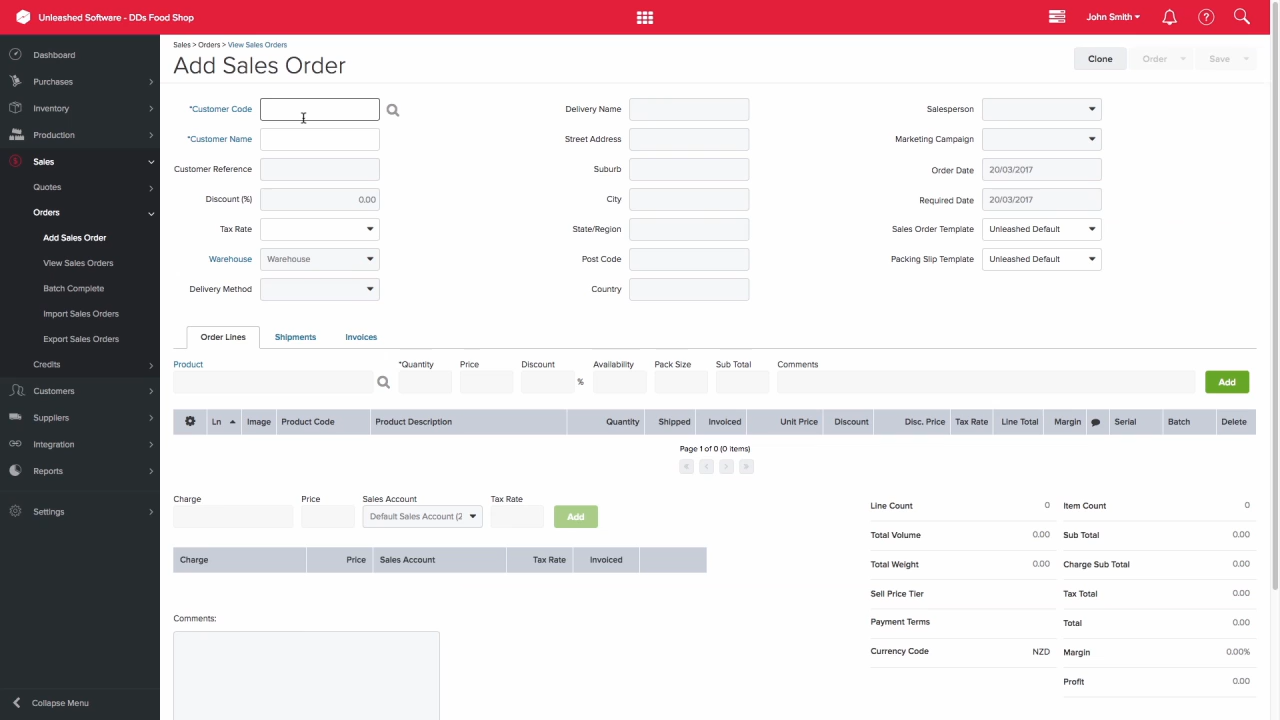 Unleashed Software - DDs Food Shop
John Smith
Dashboard
Purchases
Inventory
Production
Sales
Quotes
Orders
Add Sales Order
View Sales Orders
Batch Complete
Import Sales Orders
Export Sales Orders
Credits
Customers
Suppliers
Integration
Reports
Settings
Collapse Menu
Sales > Orders > View Sales Orders
Add Sales Order
Clone Order Save
*Customer Code
*Customer Name
Customer Reference
Discount (%) 0.00
Tax Rate
Warehouse Warehouse
Delivery Method
Delivery Name
Street Address
Suburb
City
State/Region
Post Code
Country
Salesperson
Marketing Campaign
Order Date 20/03/2017
Required Date 20/03/2017
Sales Order Template Unleashed Default
Packing Slip Template Unleashed Default
Order Lines Shipments Invoices
Product *Quantity Price Discount Availability Pack Size Sub Total Comments
% Add
Ln Image Product Code Product Description Quantity Shipped Invoiced Unit Price Discount Disc. Price Tax Rate Line Total Margin Serial Batch Delete
Page 1 of 0 (0 items)
« ‹ › »
Charge Price Sales Account Tax Rate
Default Sales Account (2 Add
Charge Price Sales Account Tax Rate Invoiced
Comments:
Line Count 0
Total Volume 0.00
Total Weight 0.00
Sell Price Tier
Payment Terms
Currency Code NZD
Item Count 0
Sub Total 0.00
Charge Sub Total 0.00
Tax Total 0.00
Total 0.00
Margin 0.00%
Profit 0.00